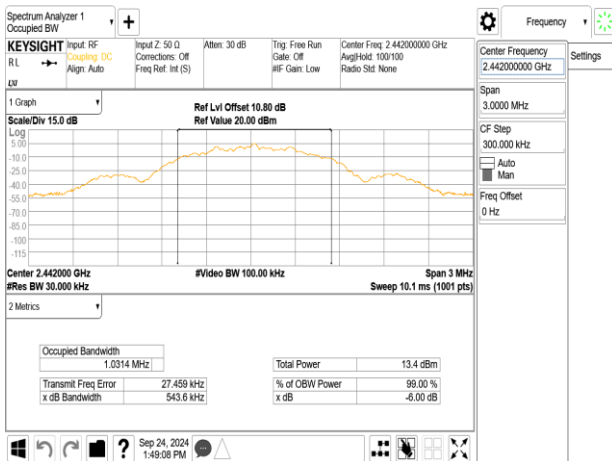 Spectrum Analyzer 1
Occupied BW
Frequency
KEYSIGHT
RL
Input: RF
Coupling: DC
Align: Auto
Input Z: 50 Ω
Corrections: Off
Freq Ref: Int (S)
Atten: 30 dB
Trig: Free Run
Gate: Off
#IF Gain: Low
Center Freq: 2.442000000 GHz
Avg|Hold: 100/100
Radio Std: None
Center Frequency
2.442000000 GHz
Settings
Span
3.0000 MHz
CF Step
300.000 kHz
Auto
Man
Freq Offset
0 Hz
1 Graph
Scale/Div 15.0 dB
Ref Lvl Offset 10.80 dB
Ref Value 20.00 dBm
Log
5.00
-10.0
-25.0
-40.0
-55.0
-70.0
-85.0
-100
-115
Center 2.442000 GHz
#Video BW 100.00 kHz
Span 3 MHz
#Res BW 30.000 kHz
Sweep 10.1 ms (1001 pts)
2 Metrics
Occupied Bandwidth
1.0314 MHz
Total Power 13.4 dBm
Transmit Freq Error 27.459 kHz
% of OBW Power 99.00 %
x dB Bandwidth 543.6 kHz
x dB -6.00 dB
?
Sep 24, 2024
1:49:08 PM